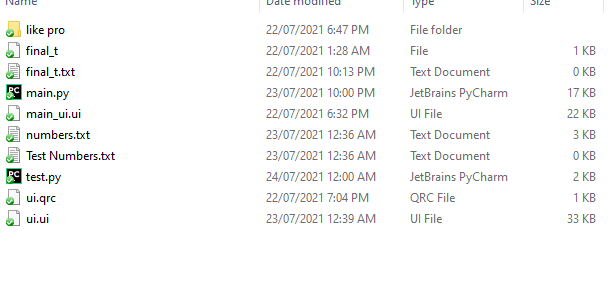 Name Date modified Type Size
like pro 22/07/2021 6:47 PM File folder
final_t 22/07/2021 1:28 AM File 1 KB
final_t.txt 22/07/2021 10:13 PM Text Document 0 KB
main.py 23/07/2021 10:00 PM JetBrains PyCharm 17 KB
main_ui.ui 22/07/2021 6:32 PM UI File 22 KB
numbers.txt 23/07/2021 12:36 AM Text Document 3 KB
Test Numbers.txt 23/07/2021 12:36 AM Text Document 0 KB
test.py 24/07/2021 12:00 AM JetBrains PyCharm 2 KB
ui.qrc 22/07/2021 7:04 PM QRC File 1 KB
ui.ui 23/07/2021 12:39 AM UI File 33 KB